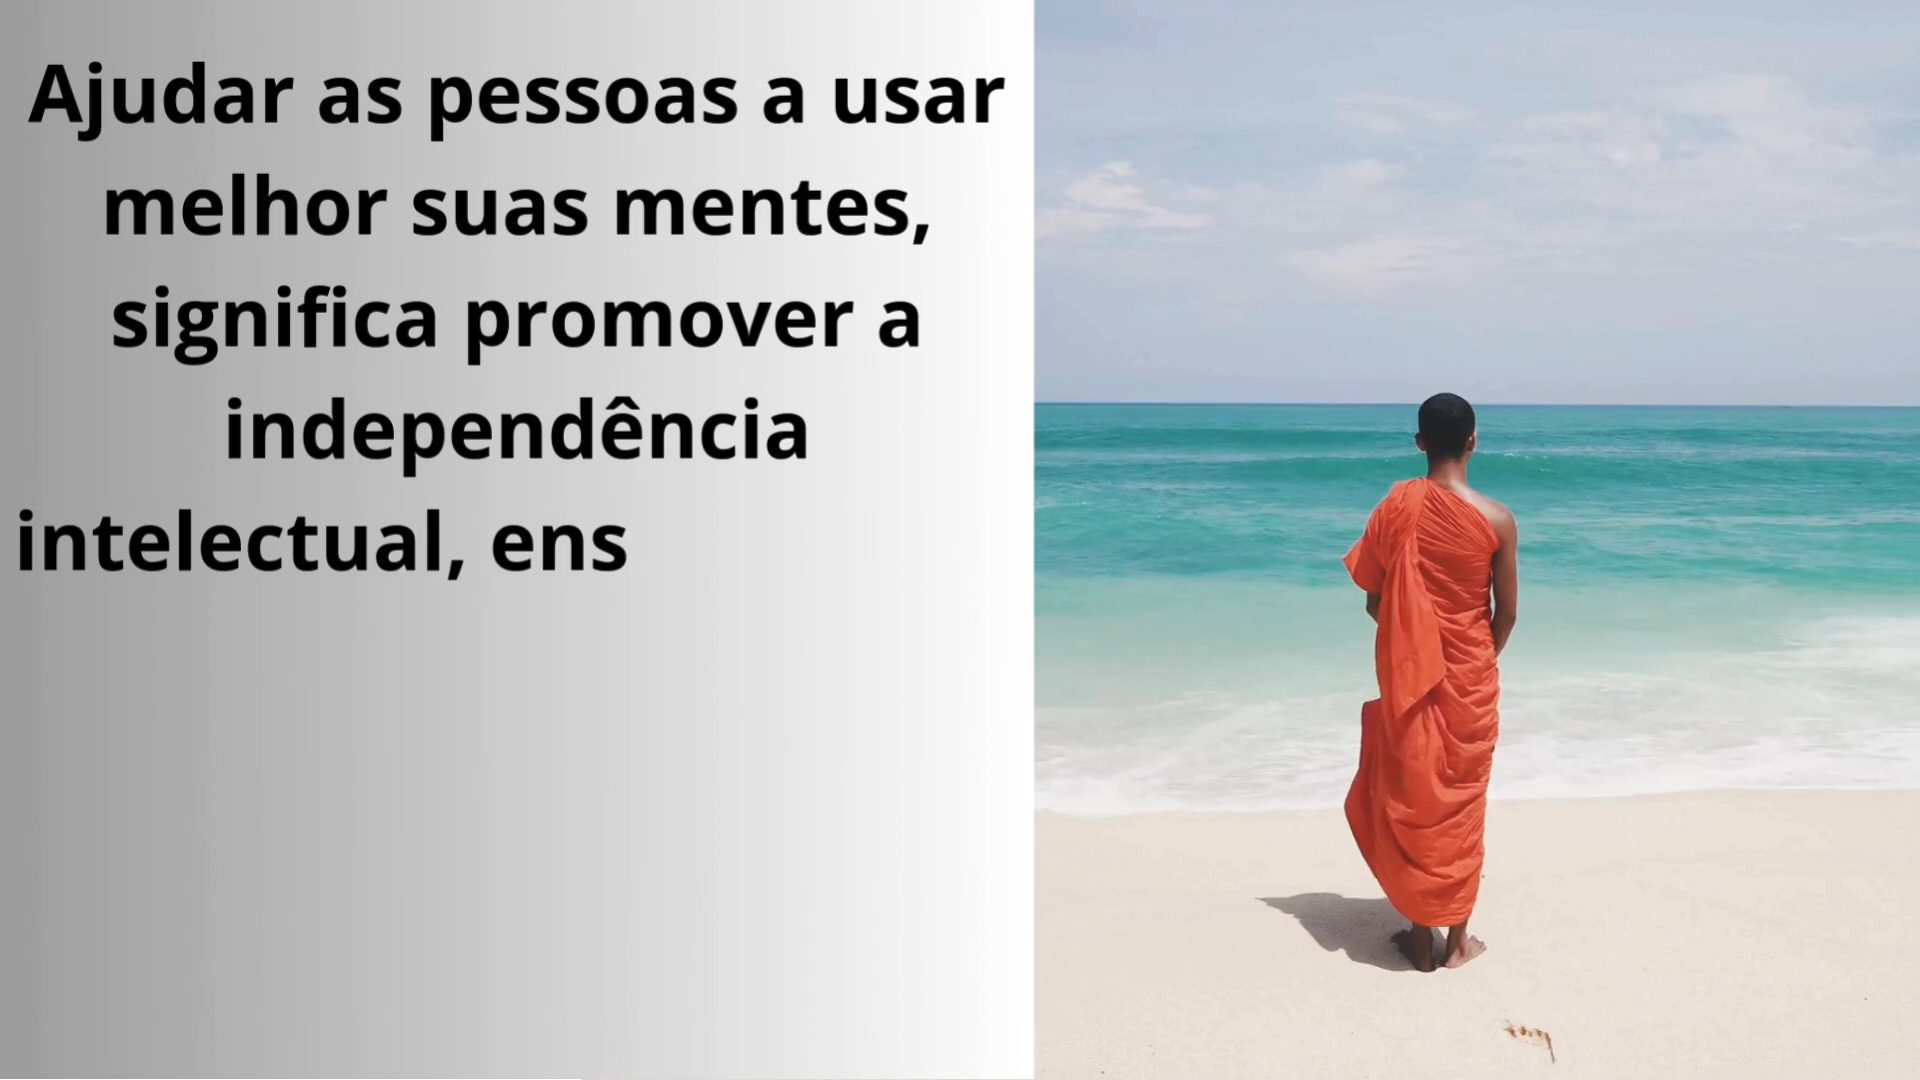 Ajudar as pessoas a usar
melhor suas mentes,
significa promover a
independência
intelectual, ens